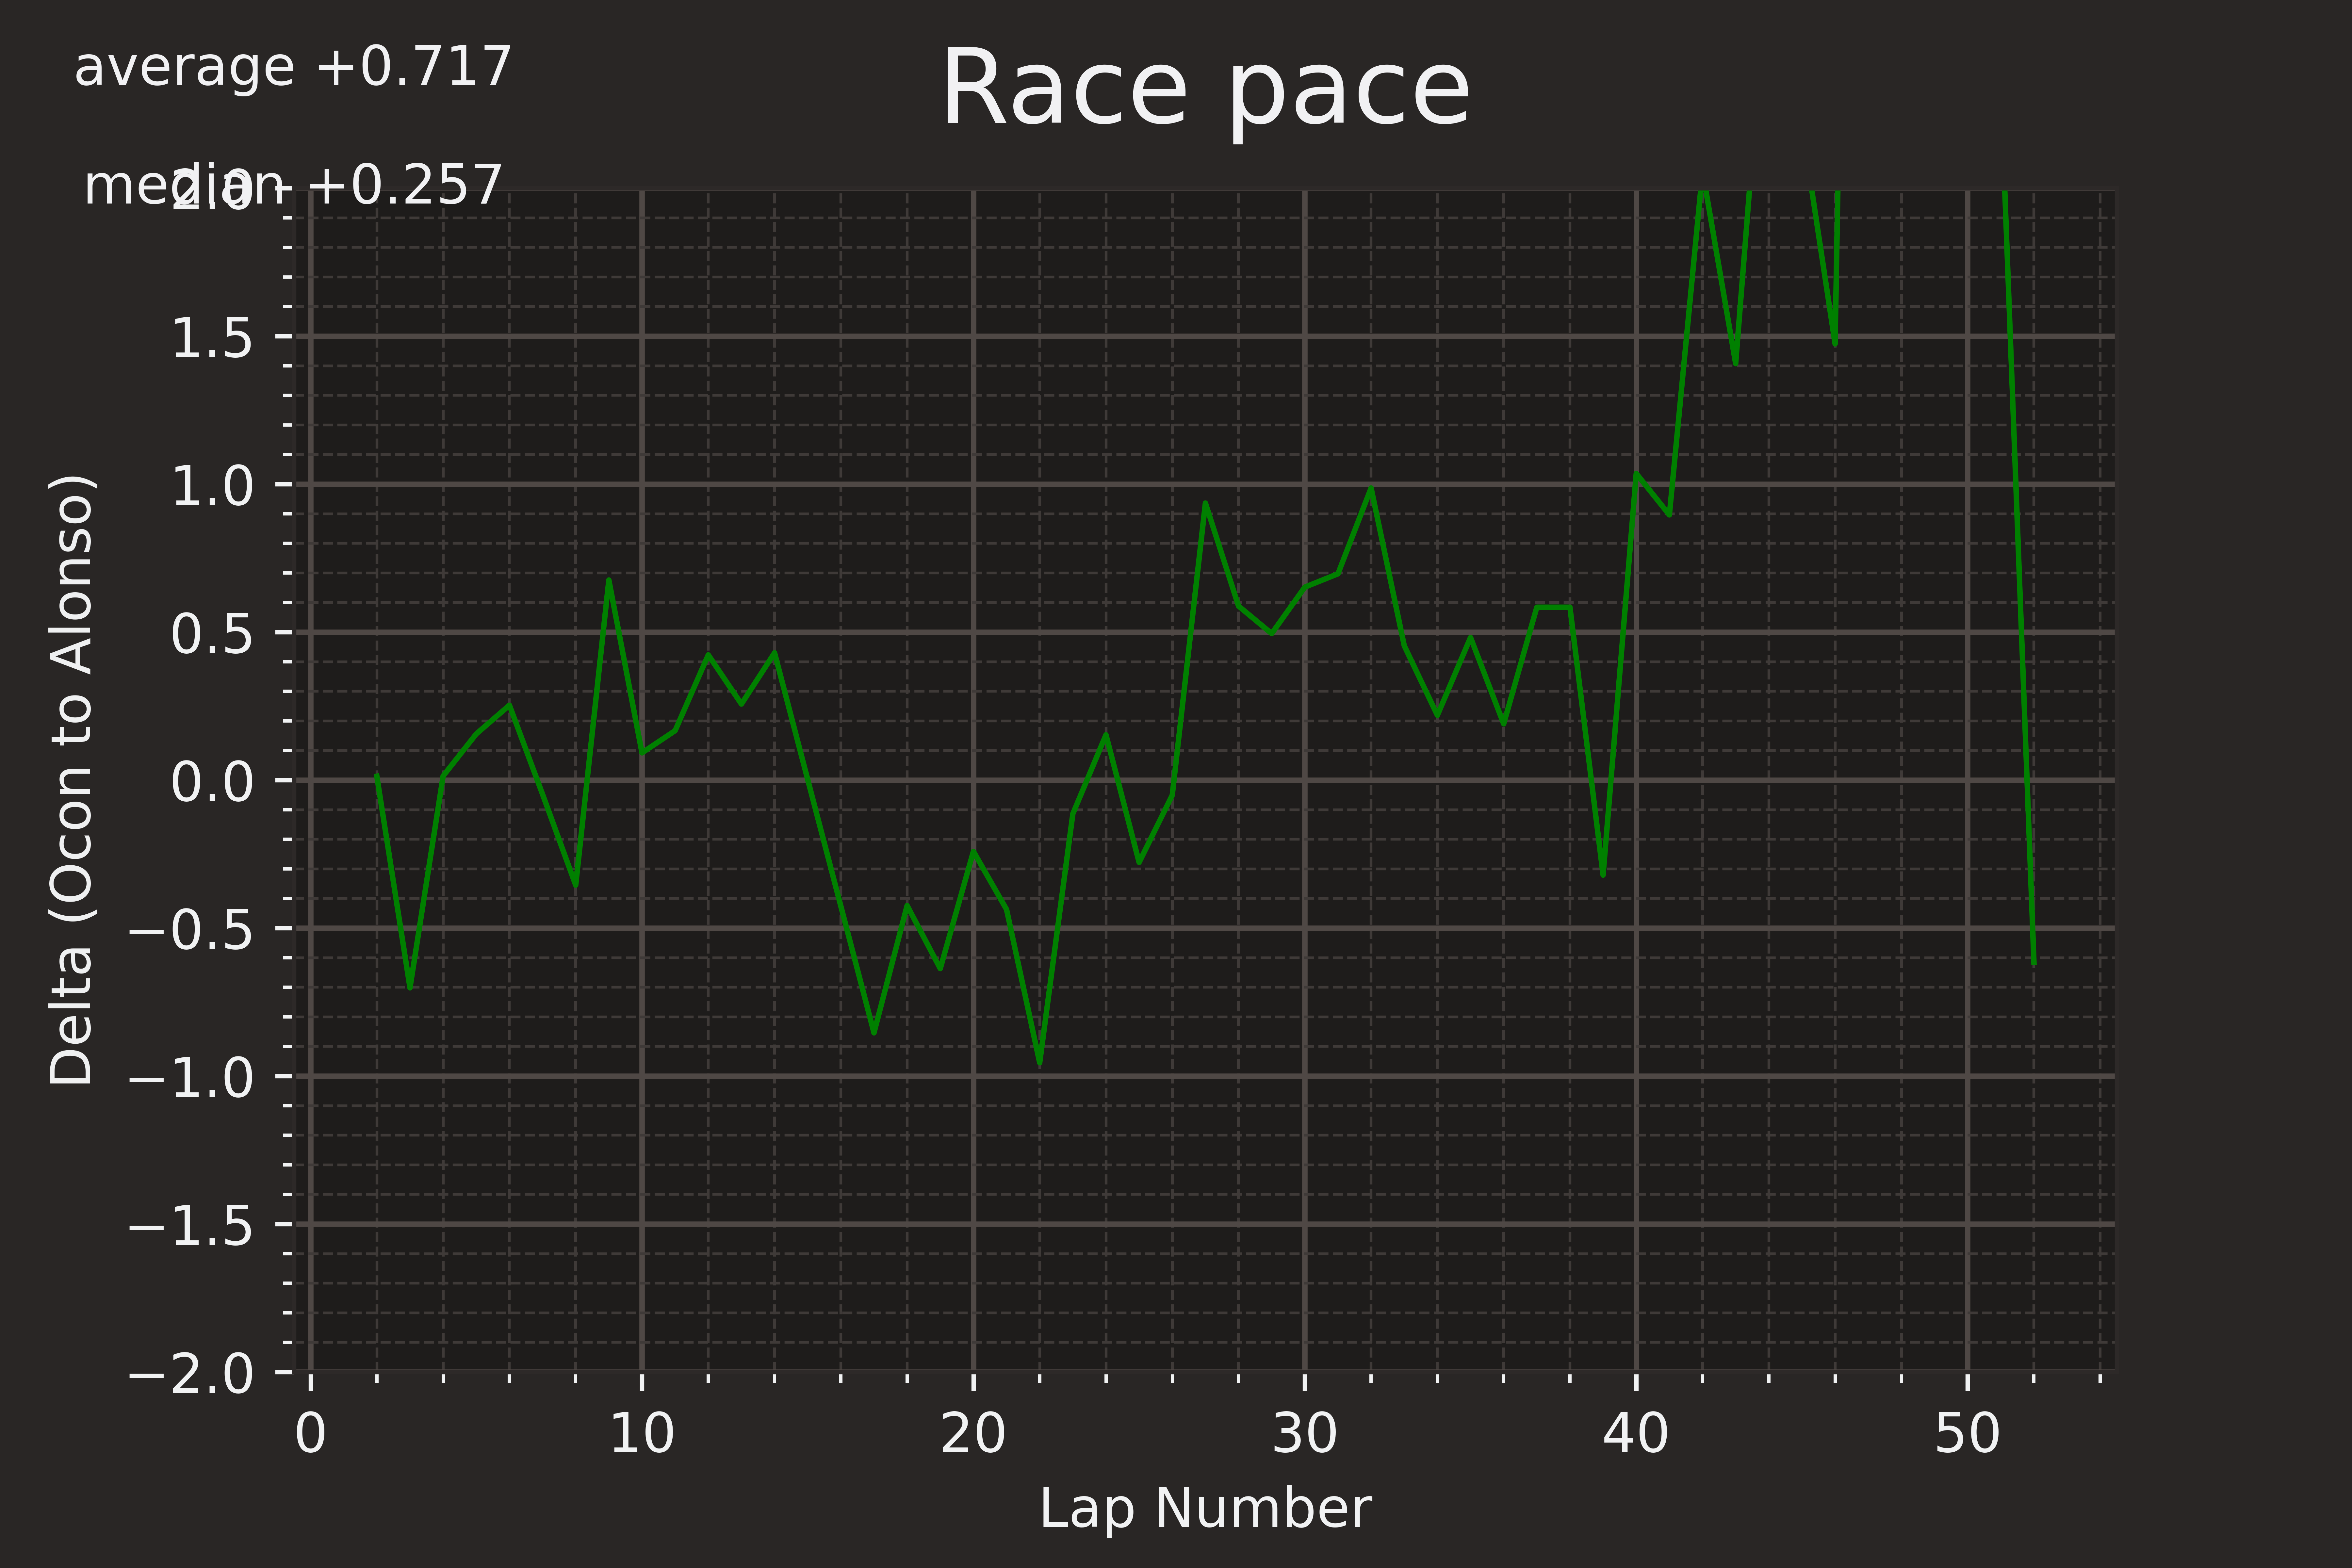 average +0.717
Race pace
median +0.257
2.0
1.5
1.0
0.5
0.0
−0.5
−1.0
−1.5
−2.0
Delta (Ocon to Alonso)
0 10 20 30 40 50
Lap Number